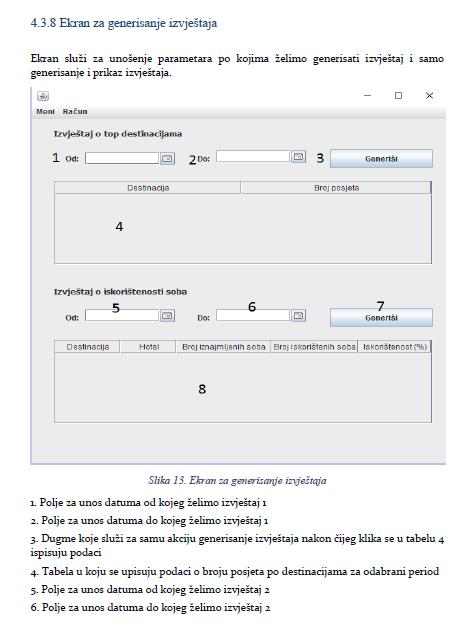 4.3.8 Ekran za generisanje izvještaja
Ekran služi za unošenje parametara po kojima želimo generisati izvještaj i samo
generisanje i prikaz izvještaja.
Meni Račun
Izvještaj o top destinacijama
1 Od: 2 Do: 3 Generiši
Destinacija Broj posjeta
4
Izvještaj o iskorištenosti soba
5 6 7
Od: Do: Generiši
Destinacija Hotel Broj iznajmljenih soba Broj iskorištenih soba Iskorištenost (%)
8
Slika 13. Ekran za generisanje izvještaja
1. Polje za unos datuma od kojeg želimo izvještaj 1
2. Polje za unos datuma do kojeg želimo izvještaj 1
3. Dugme koje služi za samu akciju generisanje izvještaja nakon čijeg klika se u tabelu 4
ispisuju podaci
4. Tabela u koju se upisuju podaci o broju posjeta po destinacijama za odabrani period
5. Polje za unos datuma od kojeg želimo izvještaj 2
6. Polje za unos datuma do kojeg želimo izvještaj 2